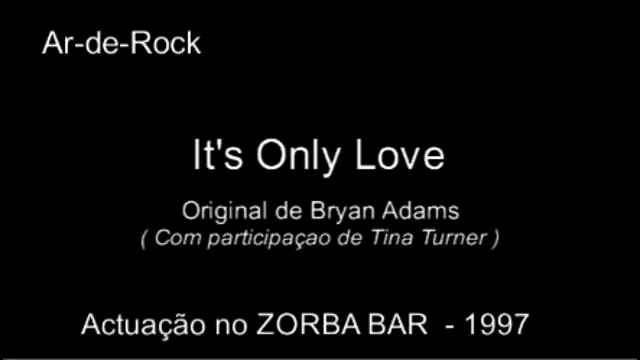 Ar-de-Rock
It's Only Love
Original de Bryan Adams
( Com participaçao de Tina Turner )
Actuação no ZORBA BAR - 1997